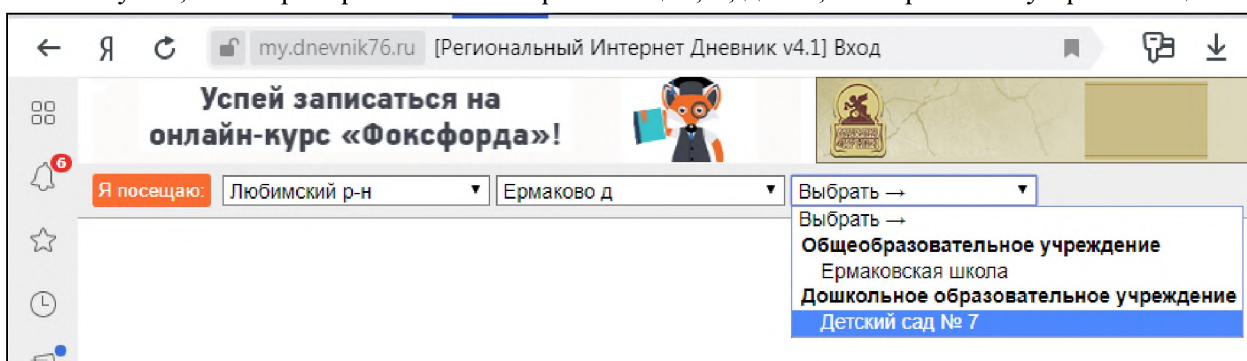 Я my.dnevnik76.ru [Региональный Интернет Дневник v4.1] Вход
Успей записаться на
онлайн-курс «Фоксфорда»!
6
Я посещаю: Любимский р-н Ермаково д Выбрать →
Выбрать →
Общеобразовательное учреждение
Ермаковская школа
Дошкольное образовательное учреждение
Детский сад № 7